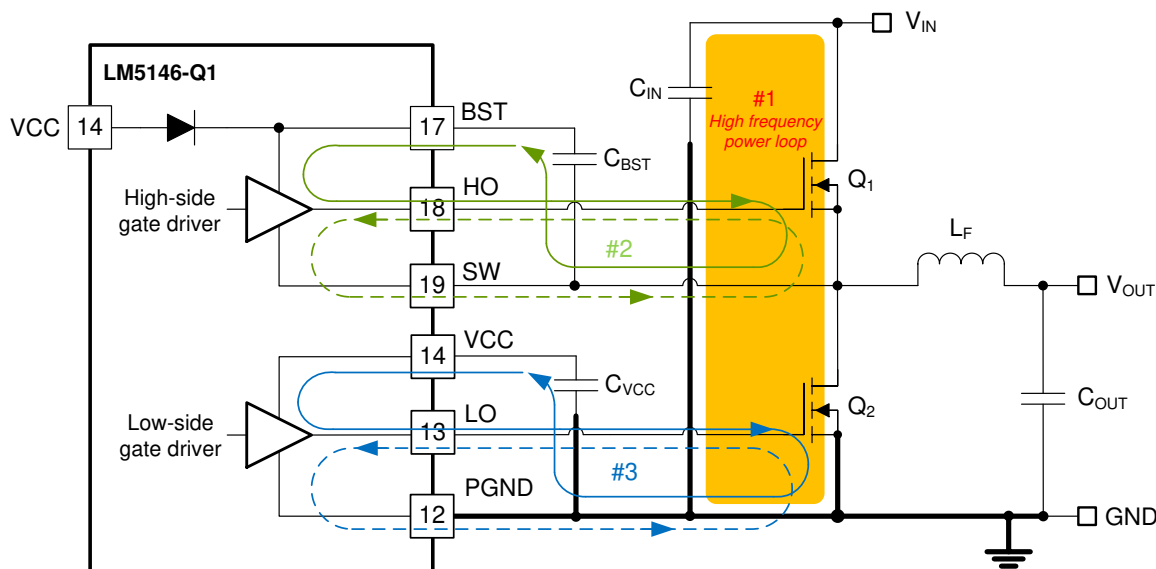 V_IN
LM5146-Q1
C_IN
#1
High frequency
power loop
VCC
14
17
BST
C_BST
High-side
gate driver
18
HO
Q_1
#2
L_F
19
SW
V_OUT
14
VCC
C_VCC
Q_2
C_OUT
Low-side
gate driver
13
LO
#3
12
PGND
GND